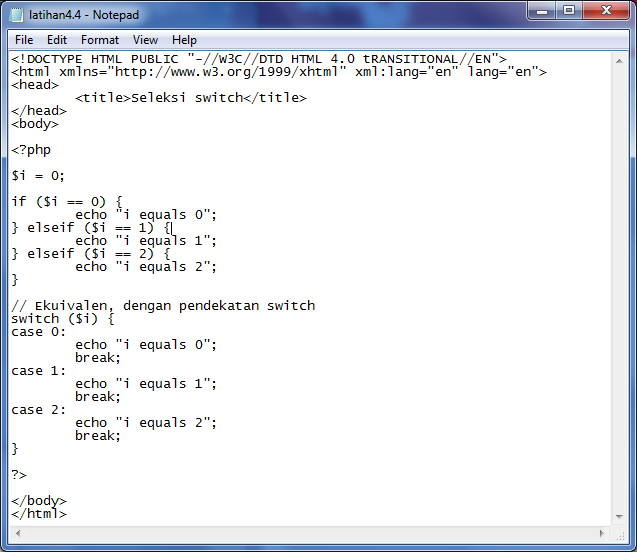 latihan4.4 - Notepad
File Edit Format View Help
<!DOCTYPE HTML PUBLIC "-//W3C//DTD HTML 4.0 tRANSITIONAL//EN">
<html xmlns="http://www.w3.org/1999/xhtml" xml:lang="en" lang="en">
<head>
	<title>Seleksi switch</title>
</head>
<body>

<?php

$i = 0;

if ($i == 0) {
	echo "i equals 0";
} elseif ($i == 1) {
	echo "i equals 1";
} elseif ($i == 2) {
	echo "i equals 2";
}

// Ekuivalen, dengan pendekatan switch
switch ($i) {
case 0:
	echo "i equals 0";
	break;
case 1:
	echo "i equals 1";
	break;
case 2:
	echo "i equals 2";
	break;
}

?>

</body>
</html>